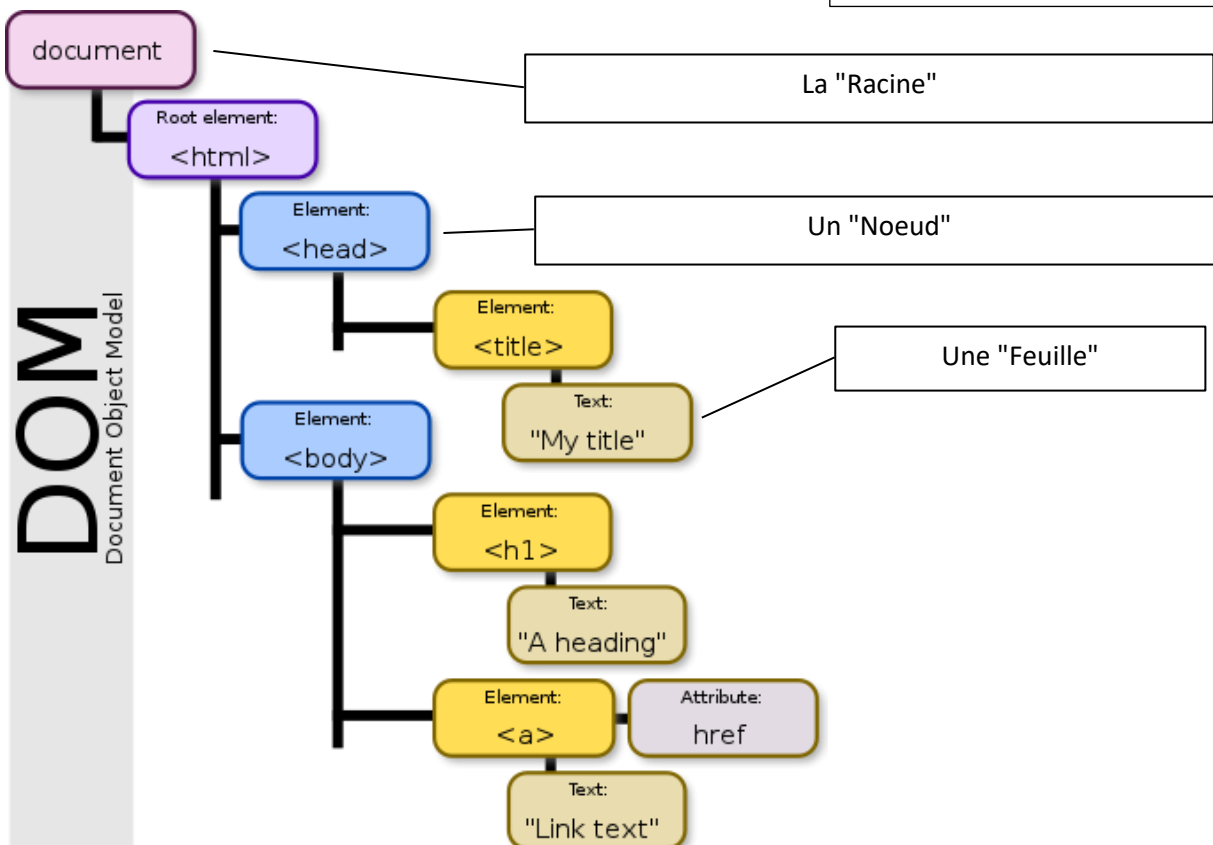 document
La "Racine"
Root element:
<html>
Element:
<head>
Un "Noeud"
Element:
<title>
Une "Feuille"
Text:
"My title"
Element:
<body>
DOM
Document Object Model
Element:
<h1>
Text:
"A heading"
Element:
<a>
Attribute:
href
Text:
"Link text"